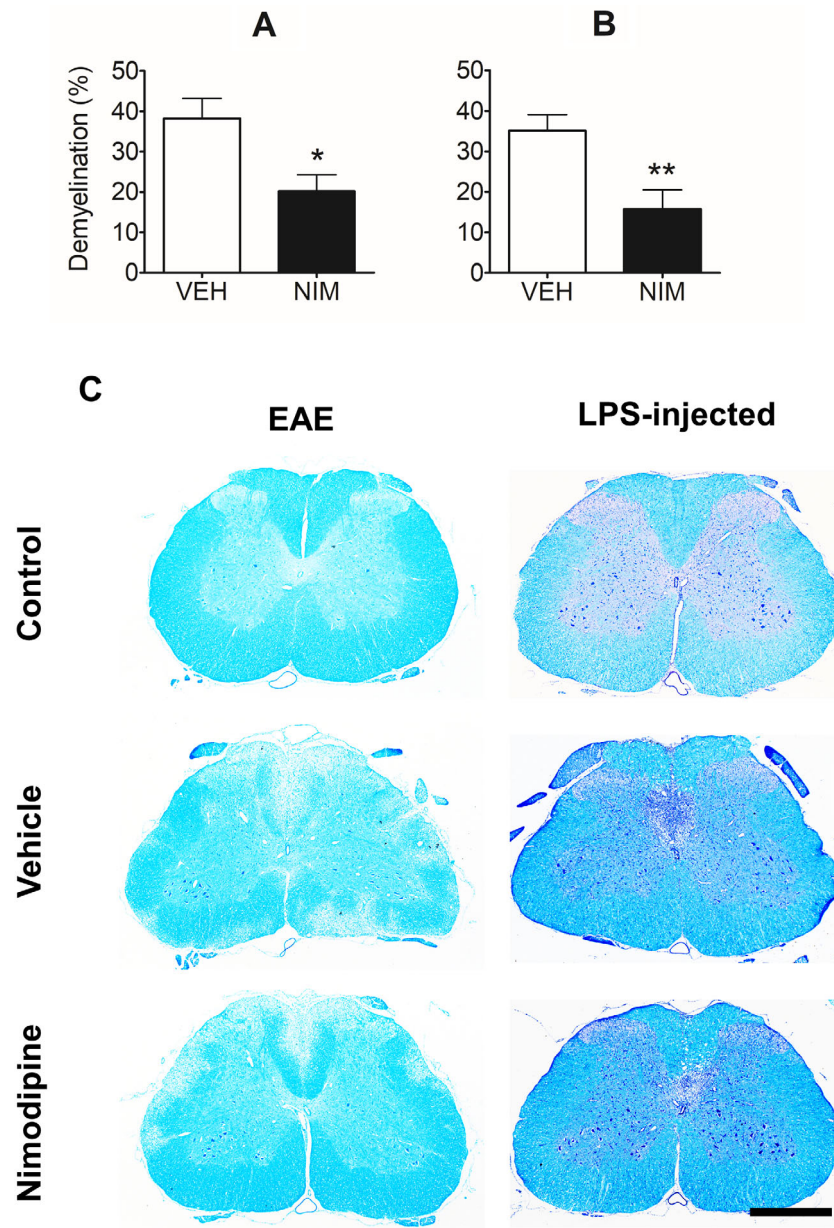 A
B
Demyelination (%)
50
40
30
20
10
0
*
VEH
NIM
50
40
30
20
10
0
**
VEH
NIM
C
EAE
LPS-injected
Control
Vehicle
Nimodipine